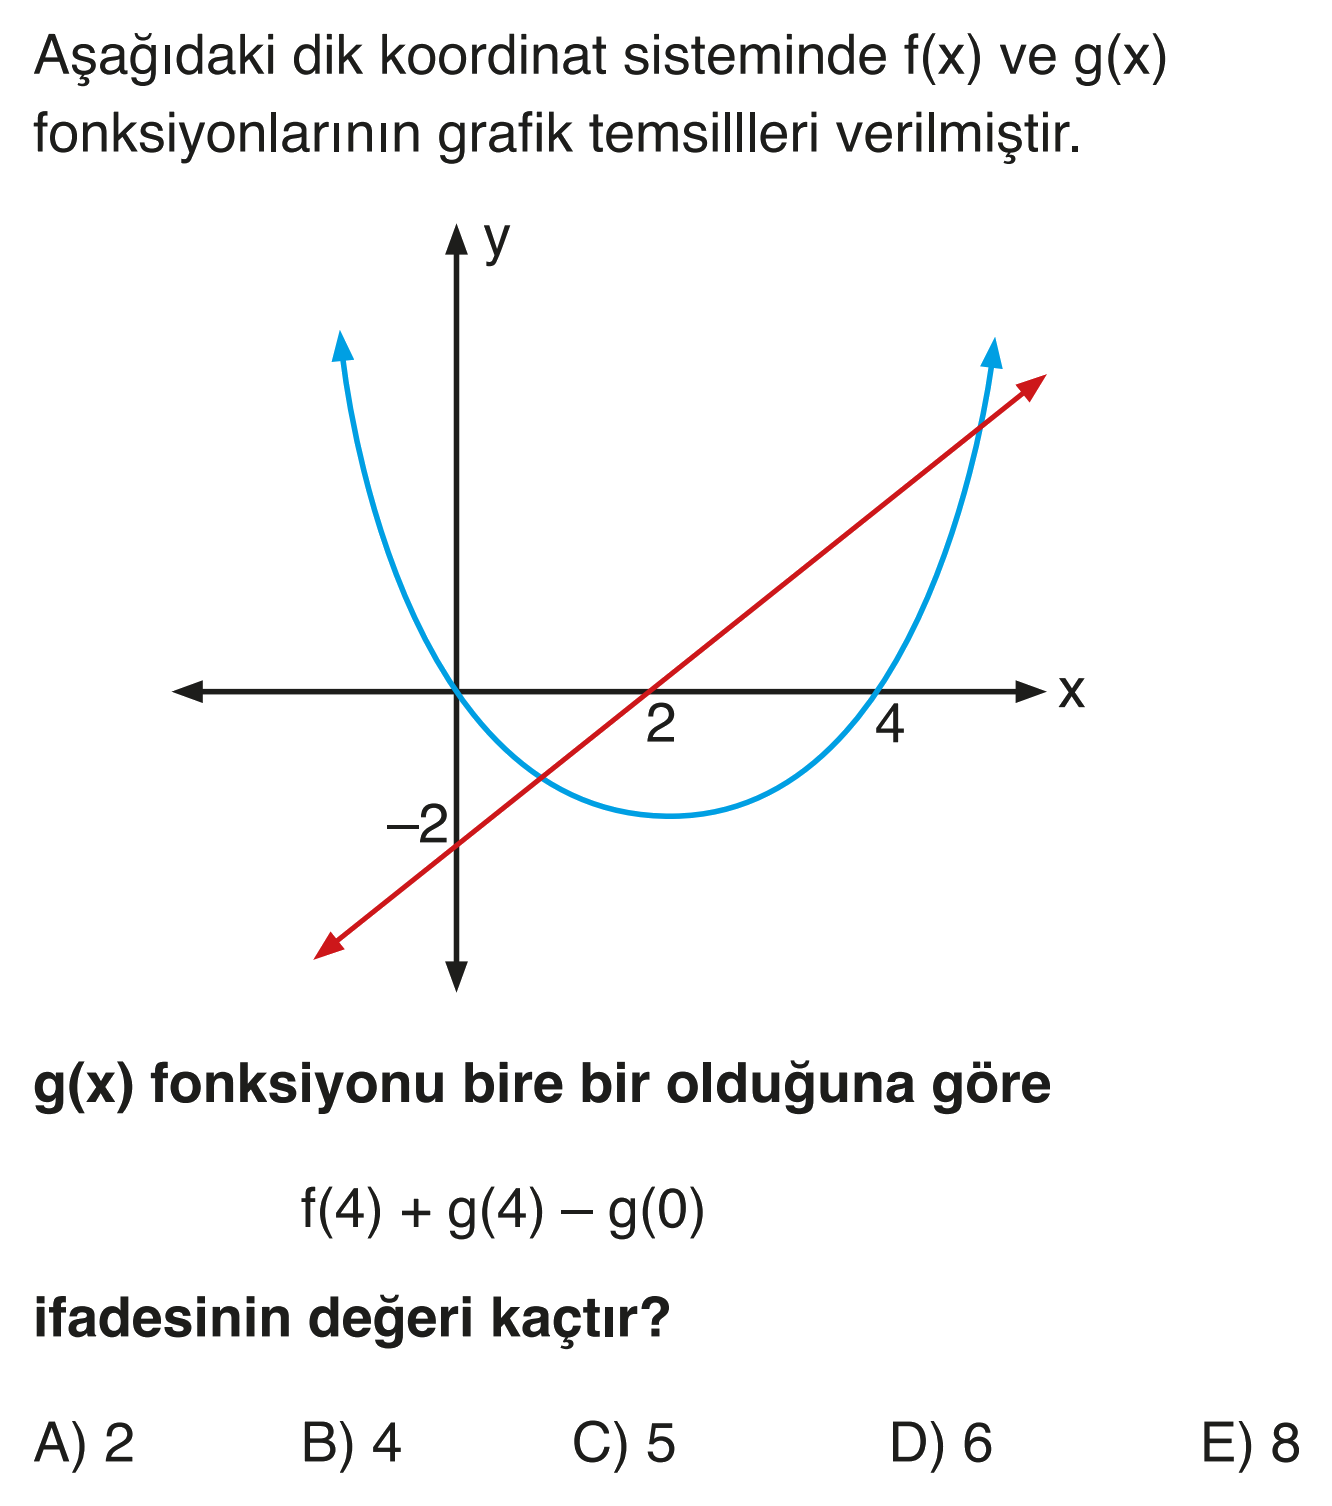 Aşağıdaki dik koordinat sisteminde f(x) ve g(x)
fonksiyonlarının grafik temsillleri verilmiştir.
y
x
2
4
–2
g(x) fonksiyonu bire bir olduğuna göre
f(4) + g(4) – g(0)
ifadesinin değeri kaçtır?
A) 2 B) 4 C) 5 D) 6 E) 8